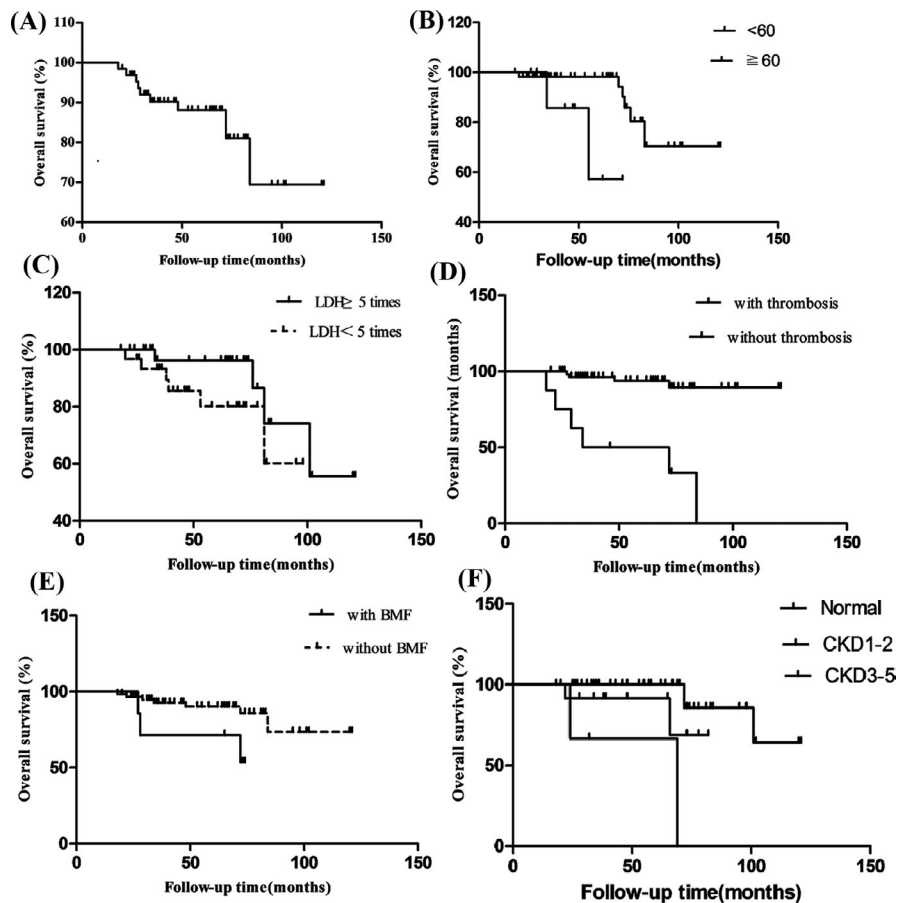 (A)
Overall survival (%)
100
100
90
80
70
60
0
50
100
150
Follow-up time(months)
(B)
Overall survival (%)
120
100
80
60
40
0
50
100
150
Follow-up time(months)
<60
≧ 60
(C)
Overall survival (%)
120
100
80
60
40
0
50
100
150
Follow-up time(months)
LDH≥ 5 times
LDH< 5 times
(D)
Overall survival (months)
150
100
50
0
0
50
100
150
Follow-up time(months)
with thrombosis
without thrombosis
(E)
Overall survival (%)
150
100
50
0
0
50
100
150
Follow-up time(months)
with BMF
without BMF
(F)
Overall survival (%)
150
100
50
0
0
50
100
150
Follow-up time(months)
Normal
CKD1-2
CKD3-5